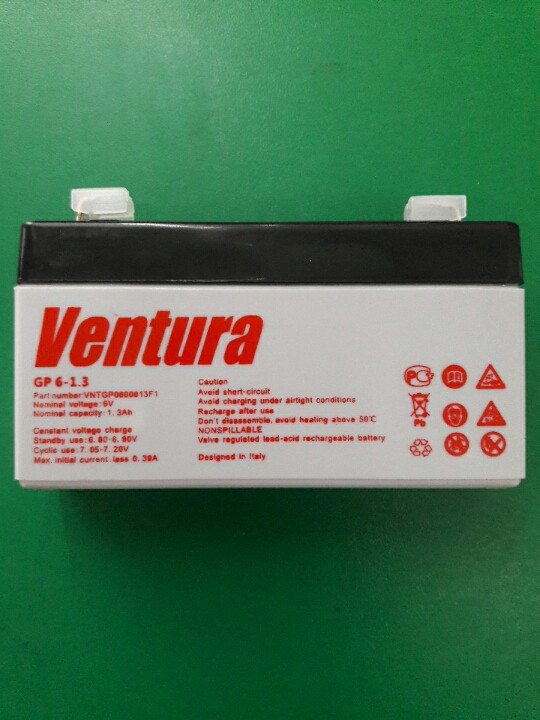 Ventura
GP 6-1.3
Part number: VNTGP0600013F1
Nominal voltage: 6V
Nominal capacity: 1.3Ah
Constant voltage charge
Standby use: 6.80-6.90V
Cyclic use: 7.05-7.20V
Max. initial current: less 0.39A
Caution
Avoid short-circuit
Avoid charging under airtight conditions
Recharge after use
Don't disassemble, avoid heating above 50°C
NONSPILLABLE
Valve regulated lead-acid rechargeable battery
Designed in Italy
Pb